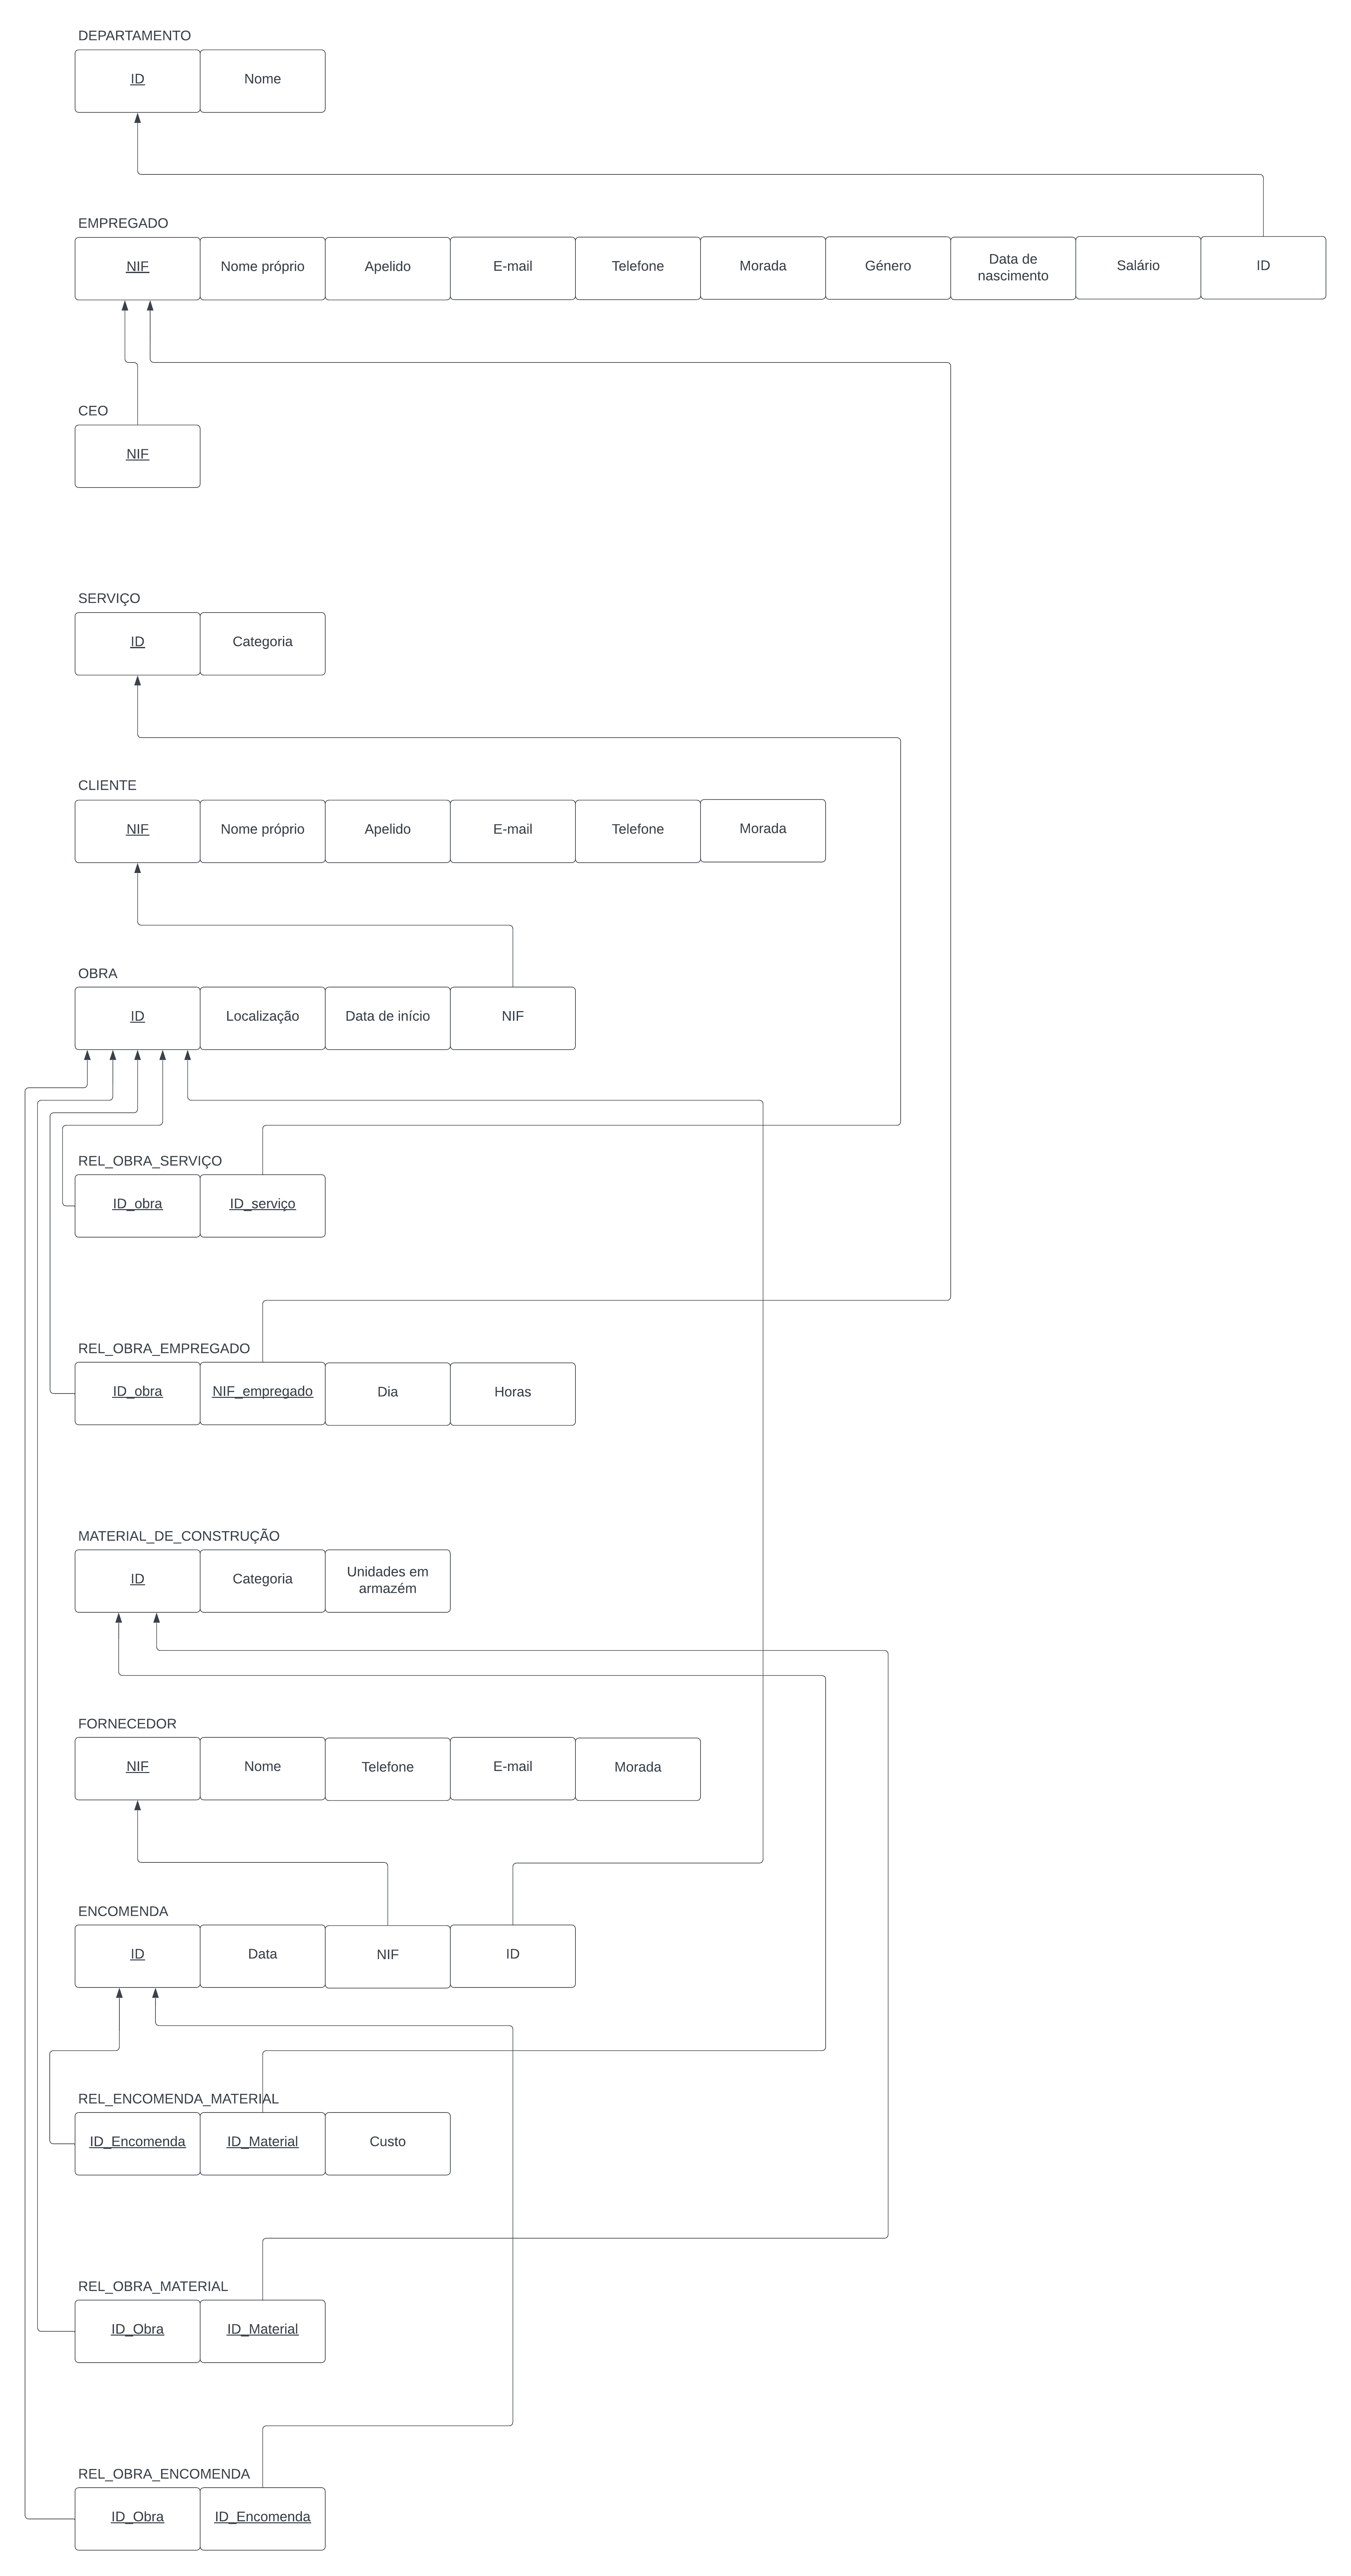 DEPARTAMENTO
ID Nome
EMPREGADO
NIF Nome próprio Apelido E-mail Telefone Morada Género Data de nascimento Salário ID
CEO
NIF
SERVIÇO
ID Categoria
CLIENTE
NIF Nome próprio Apelido E-mail Telefone Morada
OBRA
ID Localização Data de início NIF
REL_OBRA_SERVIÇO
ID_obra ID_serviço
REL_OBRA_EMPREGADO
ID_obra NIF_empregado Dia Horas
MATERIAL_DE_CONSTRUÇÃO
ID Categoria Unidades em armazém
FORNECEDOR
NIF Nome Telefone E-mail Morada
ENCOMENDA
ID Data NIF ID
REL_ENCOMENDA_MATERIAL
ID_Encomenda ID_Material Custo
REL_OBRA_MATERIAL
ID_Obra ID_Material
REL_OBRA_ENCOMENDA
ID_Obra ID_Encomenda